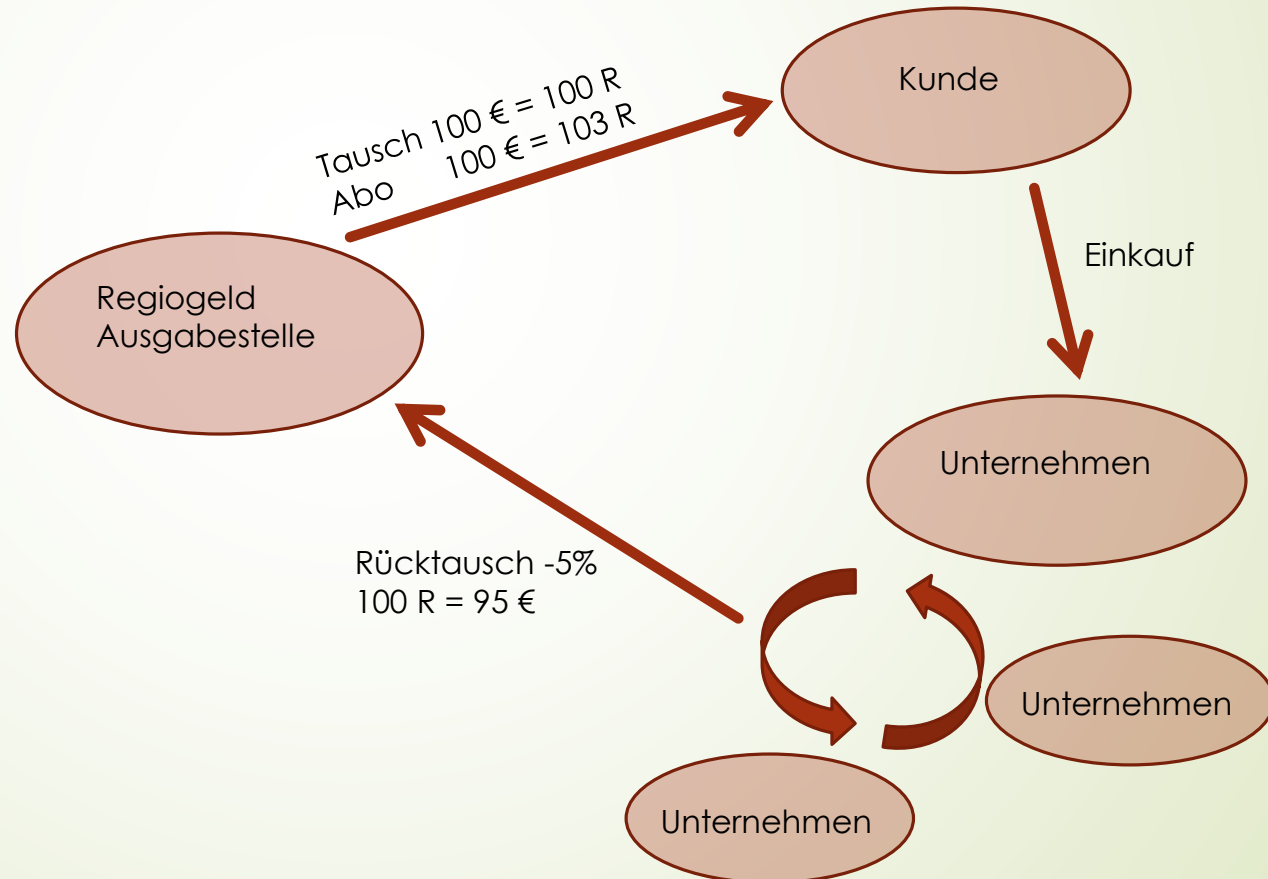 Kunde
Tausch 100 € = 100 R
Abo 100 € = 103 R
Einkauf
Regiogeld
Ausgabestelle
Unternehmen
Rücktausch -5%
100 R = 95 €
Unternehmen
Unternehmen